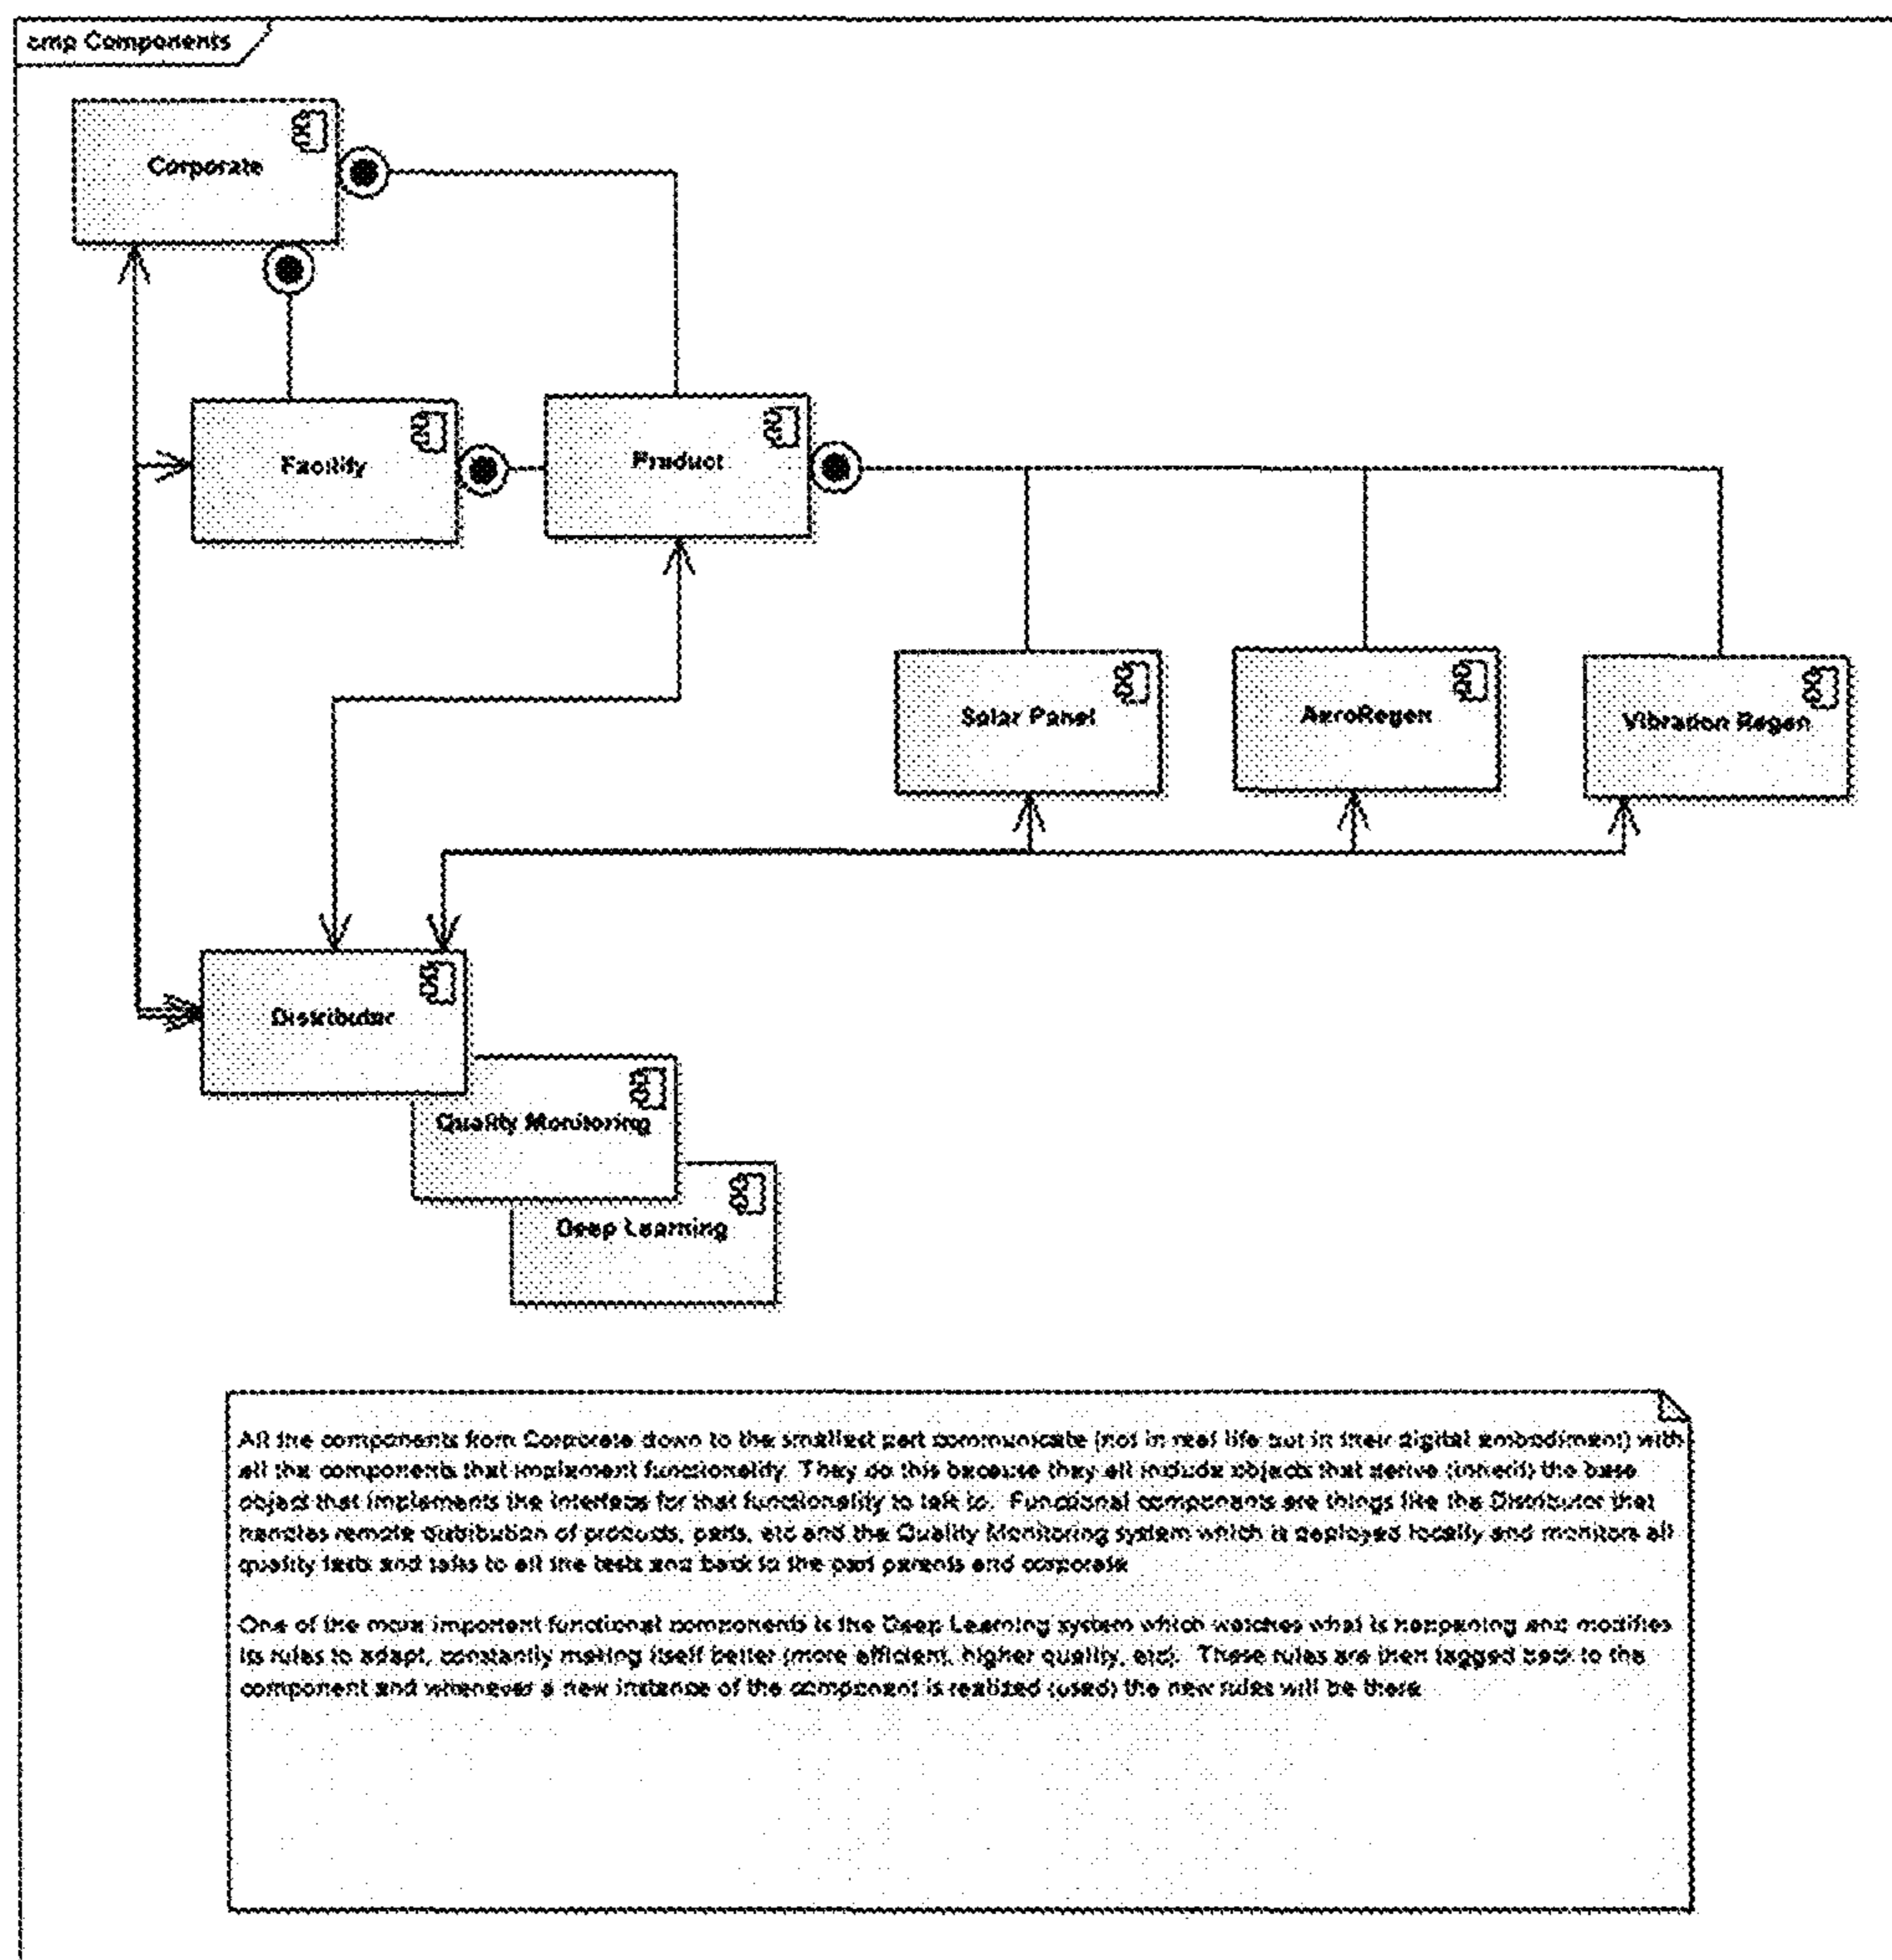 cmp Components
Corporate
Facility
Product
Solar Panel
AeroRegen
Vibration Regen
Distributor
Quality Monitoring
Deep Learning
All the components from Corporate down to the smallest part communicate (not in real life but in their digital embodiment) with
all the components that implement functionality. They do this because they all include objects that derive (inherit) the base
object that implements the interface for that functionality to talk to. Functional components are things like the Distributor that
handles remote distribution of products, parts, etc and the Quality Monitoring system which is deployed locally and monitors all
quality tests and talks to all the tests and back to the part parents and corporate
One of the more important functional components is the Deep Learning system which watches what is happening and modifies
its rules to adapt, constantly making itself better (more efficient, higher quality, etc). These rules are then tagged back to the
component and whenever a new instance of the component is realized (used) the new rules will be there